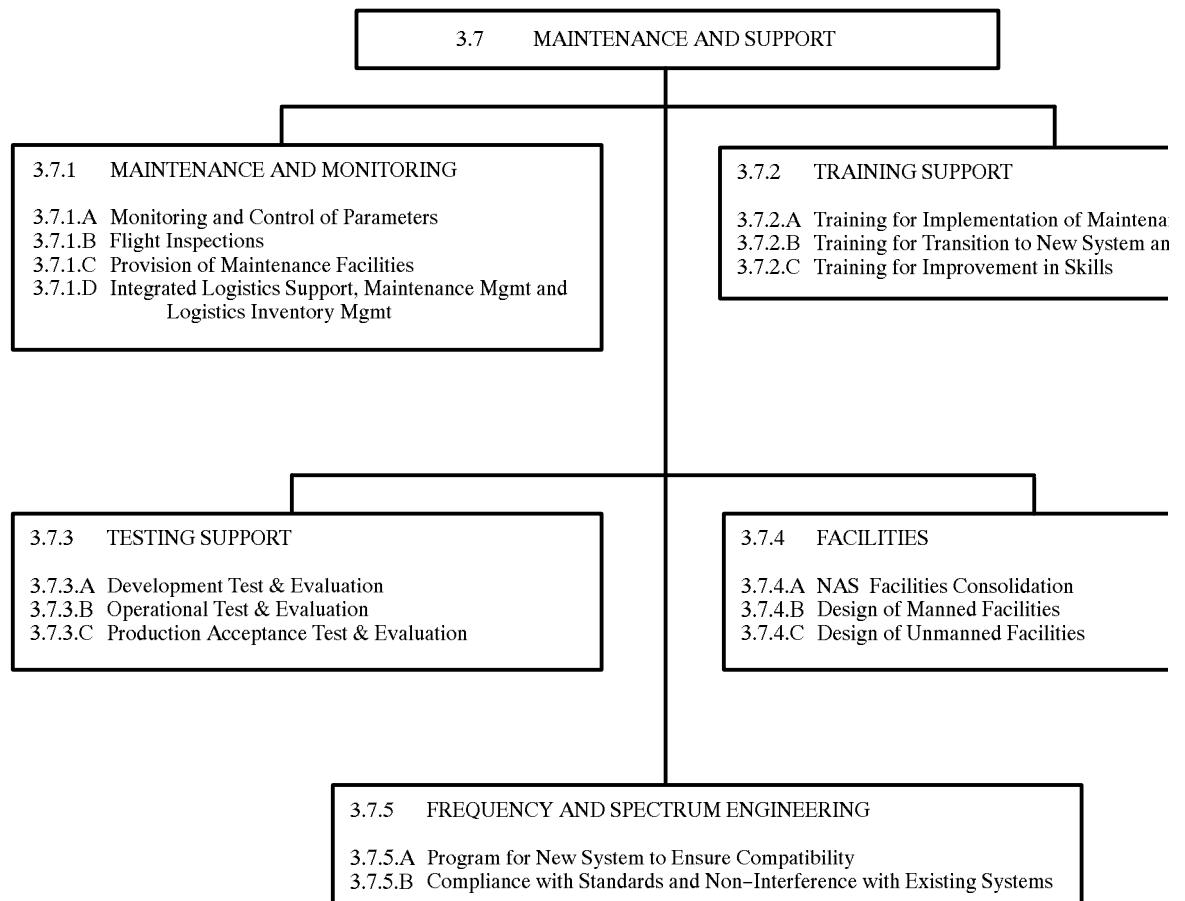 3.7 MAINTENANCE AND SUPPORT
3.7.1 MAINTENANCE AND MONITORING
3.7.1.A Monitoring and Control of Parameters
3.7.1.B Flight Inspections
3.7.1.C Provision of Maintenance Facilities
3.7.1.D Integrated Logistics Support, Maintenance Mgmt and
Logistics Inventory Mgmt
3.7.2 TRAINING SUPPORT
3.7.2.A Training for Implementation of
3.7.2.B Training for Transition to New System
3.7.2.C Training for Improvement in Skills
3.7.3 TESTING SUPPORT
3.7.3.A Development Test & Evaluation
3.7.3.B Operational Test & Evaluation
3.7.3.C Production Acceptance Test & Evaluation
3.7.4 FACILITIES
3.7.4.A NAS Facilities Consolidation
3.7.4.B Design of Manned Facilities
3.7.4.C Design of Unmanned Facilities
3.7.5 FREQUENCY AND SPECTRUM ENGINEERING
3.7.5.A Program for New System to Ensure Compatibility
3.7.5.B Compliance with Standards and Non−Interference with Existing Systems